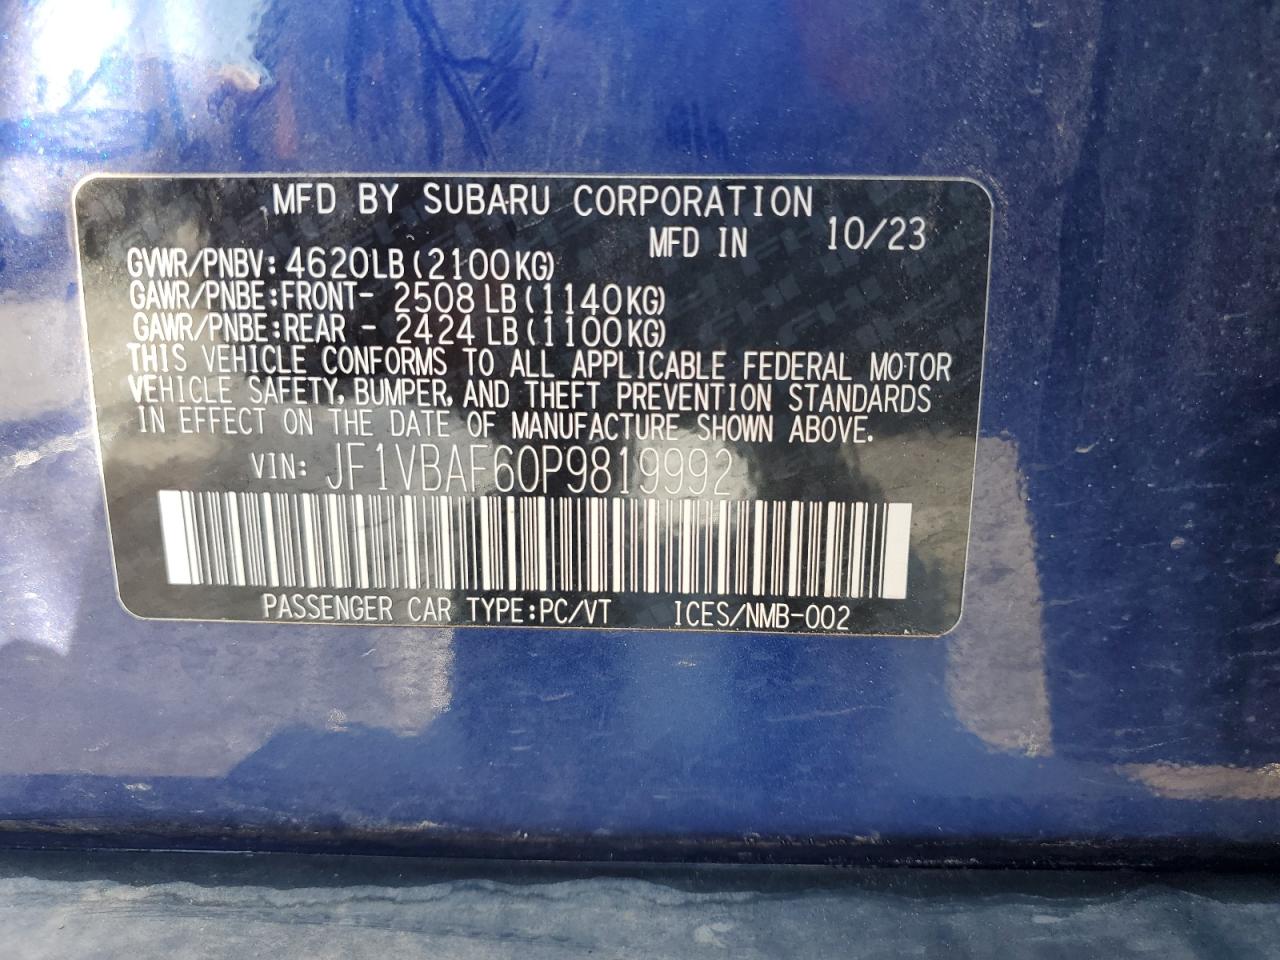 MFD BY SUBARU CORPORATION
MFD IN 10/23
GVWR/PNBV: 4620LB (2100KG)
GAWR/PNBE:FRONT- 2508 LB (1140KG)
GAWR/PNBE:REAR - 2424 LB (1100KG)
THIS VEHICLE CONFORMS TO ALL APPLICABLE FEDERAL MOTOR
VEHICLE SAFETY, BUMPER, AND THEFT PREVENTION STANDARDS
IN EFFECT ON THE DATE OF MANUFACTURE SHOWN ABOVE.
VIN: JF1VBAF60P9819992
PASSENGER CAR TYPE:PC/VT ICES/NMB-002